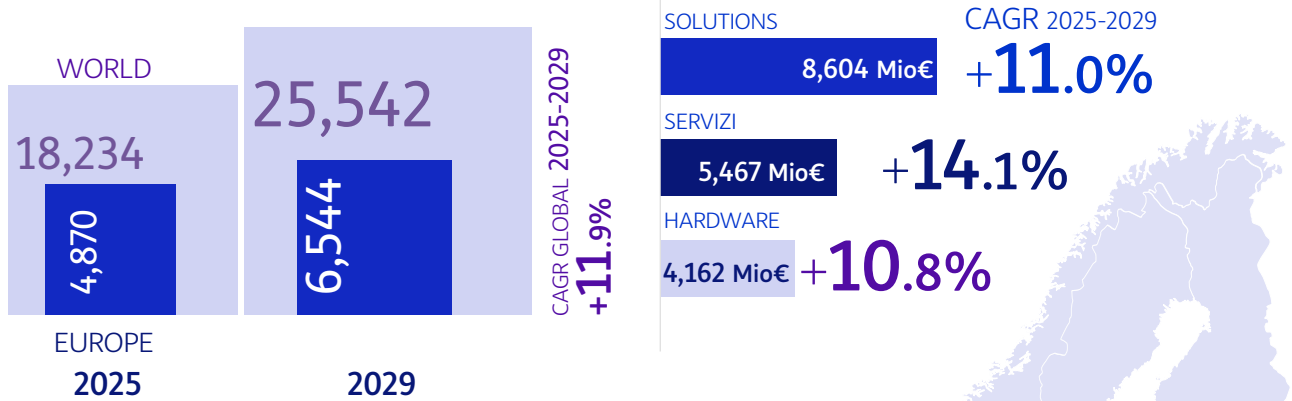 WORLD
18,234
4,870
EUROPE
2025
25,542
6,544
2029
CAGR GLOBAL 2025-2029
+11.9%
SOLUTIONS
8,604 Mio€
CAGR 2025-2029
+11.0%
SERVIZI
5,467 Mio€
+14.1%
HARDWARE
4,162 Mio€
+10.8%